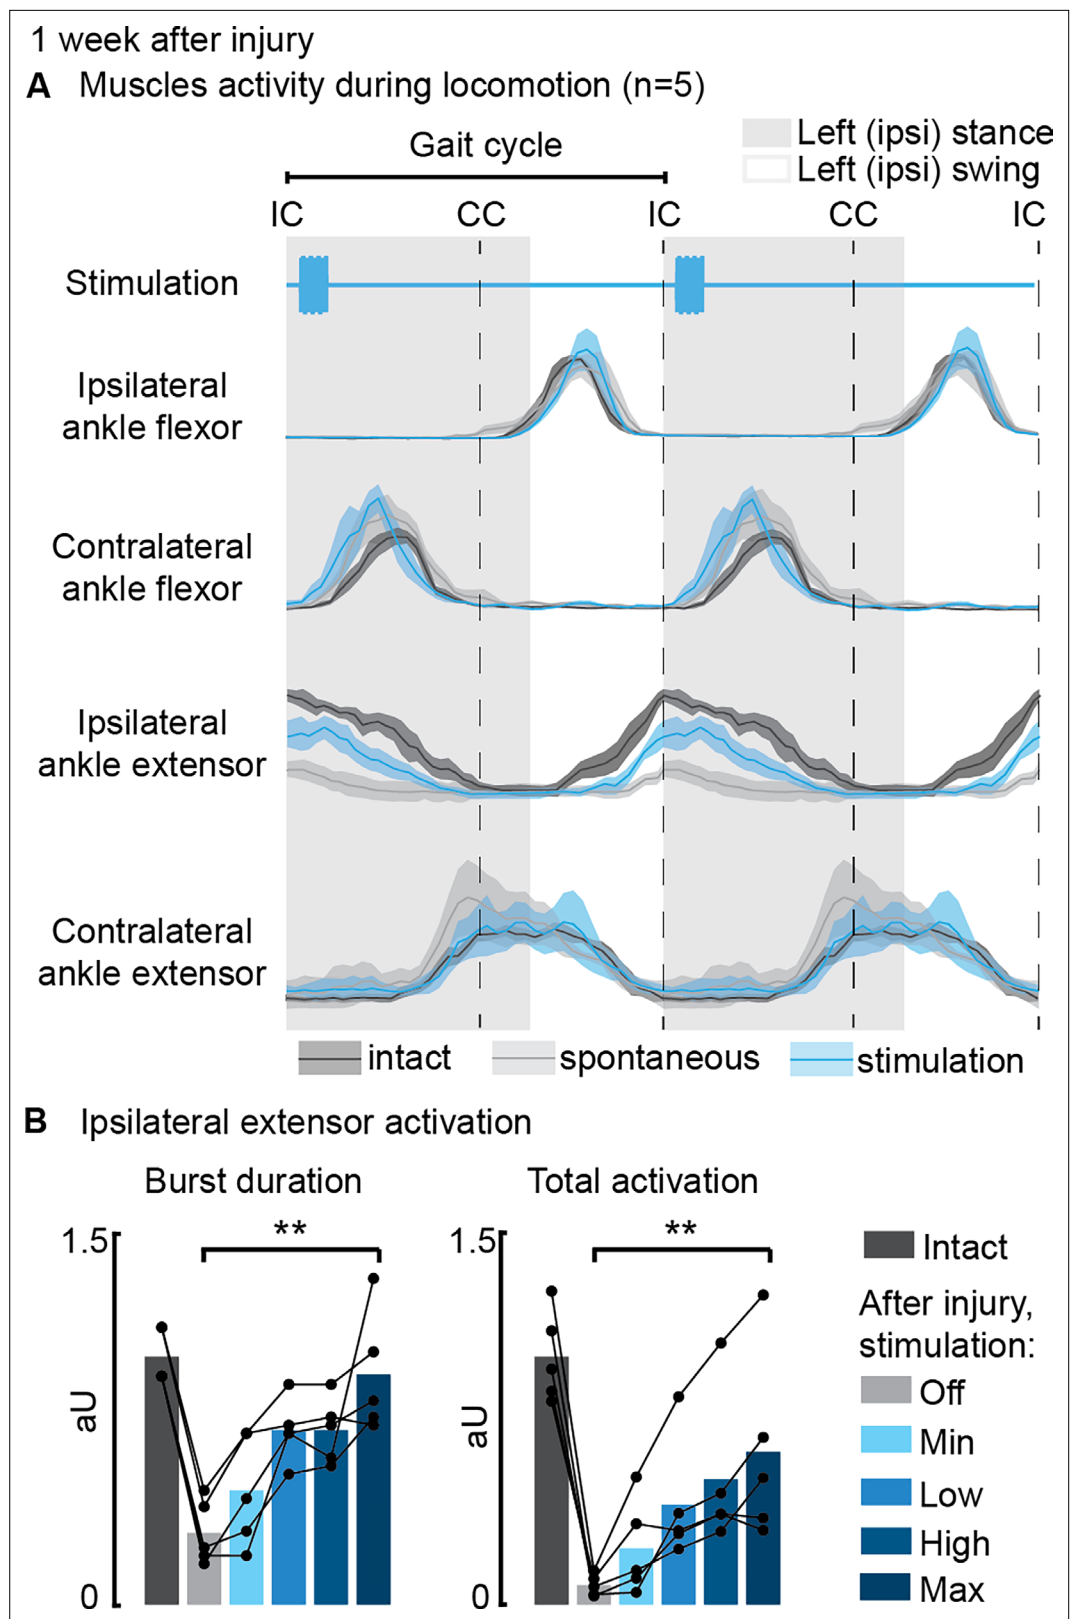 1 week after injury
A Muscles activity during locomotion (n=5)
Gait cycle
Left (ipsi) stance
Left (ipsi) swing
IC CC IC CC IC
Stimulation
Ipsilateral
ankle flexor
Contralateral
ankle flexor
Ipsilateral
ankle extensor
Contralateral
ankle extensor
intact spontaneous stimulation
B Ipsilateral extensor activation
Burst duration
1.5
**
aU
0
Total activation
1.5
**
aU
0
Intact
After injury,
stimulation:
Off
Min
Low
High
Max